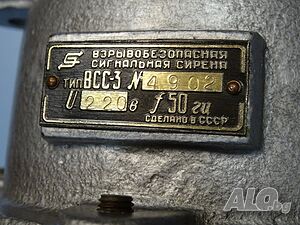 ВЗРЫВОБЕЗОПАСНАЯ
СИГНАЛЬНАЯ СИРЕНА
ТИП ВСС-3 № 4902
U 220 в f 50 гц
СДЕЛАНО В СССР
ALO.bg